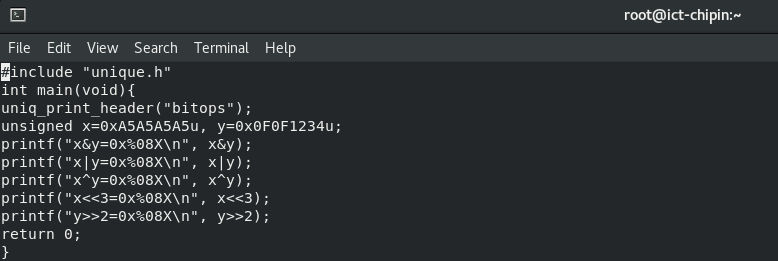 root@ict-chipin:~
File Edit View Search Terminal Help
#include "unique.h"
int main(void){
uniq_print_header("bitops");
unsigned x=0xA5A5A5A5u, y=0x0F0F1234u;
printf("x&y=0x%08X\n", x&y);
printf("x|y=0x%08X\n", x|y);
printf("x^y=0x%08X\n", x^y);
printf("x<<3=0x%08X\n", x<<3);
printf("y>>2=0x%08X\n", y>>2);
return 0;
}